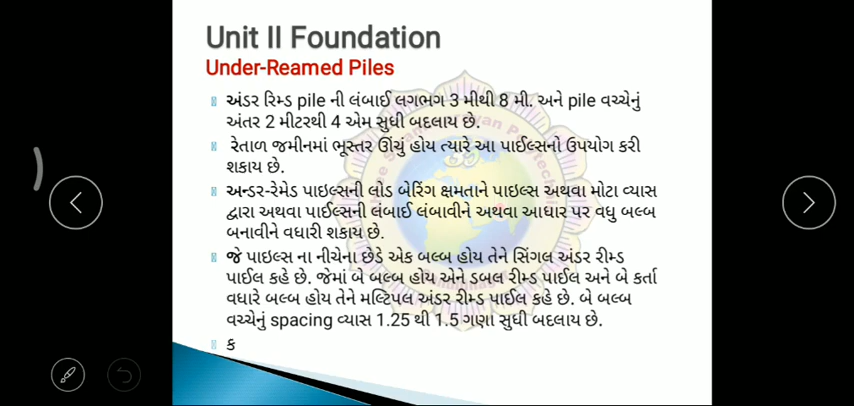 Unit II Foundation
Under-Reamed Piles
અંડર રિમ્ડ pile ની લંબાઈ લગભગ 3 મીથી 8 મી. અને pile વચ્ચેનું
અંતર 2 મીટરથી 4 એમ સુધી બદલાય છે.
રેતાળ જમીનમાં ભૂસ્તર ઊંચું હોય ત્યારે આ પાઈલ્સનો ઉપયોગ કરી
શકાય છે.
અન્ડર-રેમેડ પાઇલ્સની લોડ બેરિંગ ક્ષમતાને પાઇલ્સ અથવા મોટા વ્યાસ
દ્વારા અથવા પાઈલ્સની લંબાઈ લંબાવીને અથવા આધાર પર વધુ બલ્બ
બનાવીને વધારી શકાય છે.
જે પાઇલ્સ ના નીચેના છેડે એક બલ્બ હોય તેને સિંગલ અંડર રીમ્ડ
પાઈલ કહે છે. જેમાં બે બલ્બ હોય એને ડબલ રીમ્ડ પાઈલ અને બે કર્તા
વધારે બલ્બ હોય તેને મલ્ટિપલ અંડર રીમ્ડ પાઈલ કહે છે. બે બલ્બ
વચ્ચેનું spacing વ્યાસ 1.25 થી 1.5 ગણા સુધી બદલાય છે.
ક